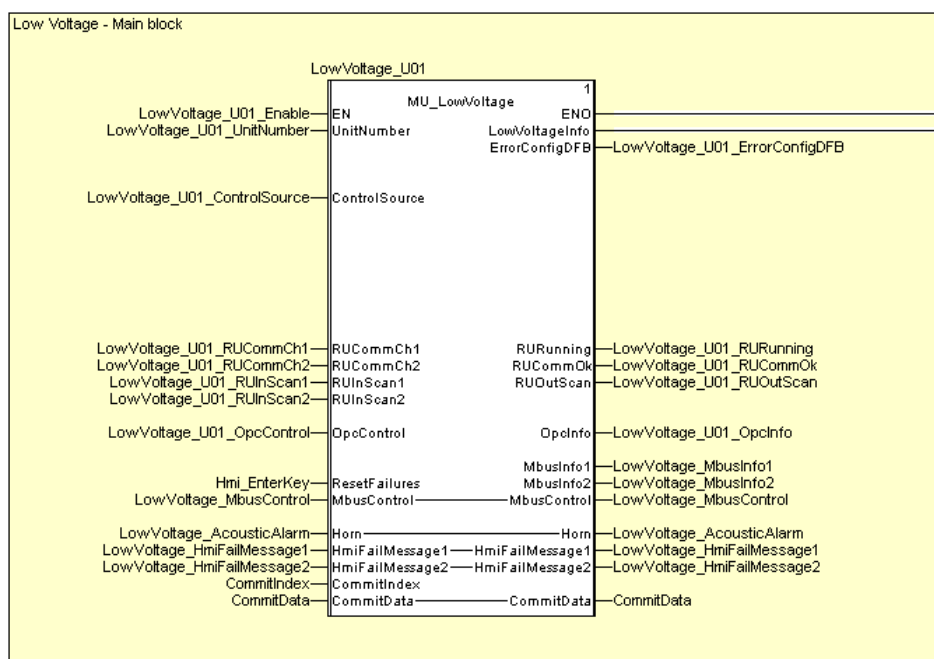 Low Voltage - Main block
LowVoltage_U01
1
MU_LowVoltage
LowVoltage_U01_Enable EN ENO
LowVoltage_U01_UnitNumber UnitNumber LowVoltageInfo
ErrorConfigDFB LowVoltage_U01_ErrorConfigDFB
LowVoltage_U01_ControlSource ControlSource
LowVoltage_U01_RUCommCh1 RUCommCh1 RURunning LowVoltage_U01_RURunning
LowVoltage_U01_RUCommCh2 RUCommCh2 RUCommOk LowVoltage_U01_RUCommOk
LowVoltage_U01_RUInScan1 RUInScan1 RUOutScan LowVoltage_U01_RUOutScan
LowVoltage_U01_RUInScan2 RUInScan2
LowVoltage_U01_OpcControl OpcControl OpcInfo LowVoltage_U01_OpcInfo
MbusInfo1 LowVoltage_MbusInfo1
Hmi_EnterKey ResetFailures MbusInfo2 LowVoltage_MbusInfo2
LowVoltage_MbusControl MbusControl MbusControl LowVoltage_MbusControl
LowVoltage_AcousticAlarm Horn Horn LowVoltage_AcousticAlarm
LowVoltage_HmiFailMessage1 HmiFailMessage1 HmiFailMessage1 LowVoltage_HmiFailMessage1
LowVoltage_HmiFailMessage2 HmiFailMessage2 HmiFailMessage2 LowVoltage_HmiFailMessage2
CommitIndex CommitIndex
CommitData CommitData CommitData CommitData